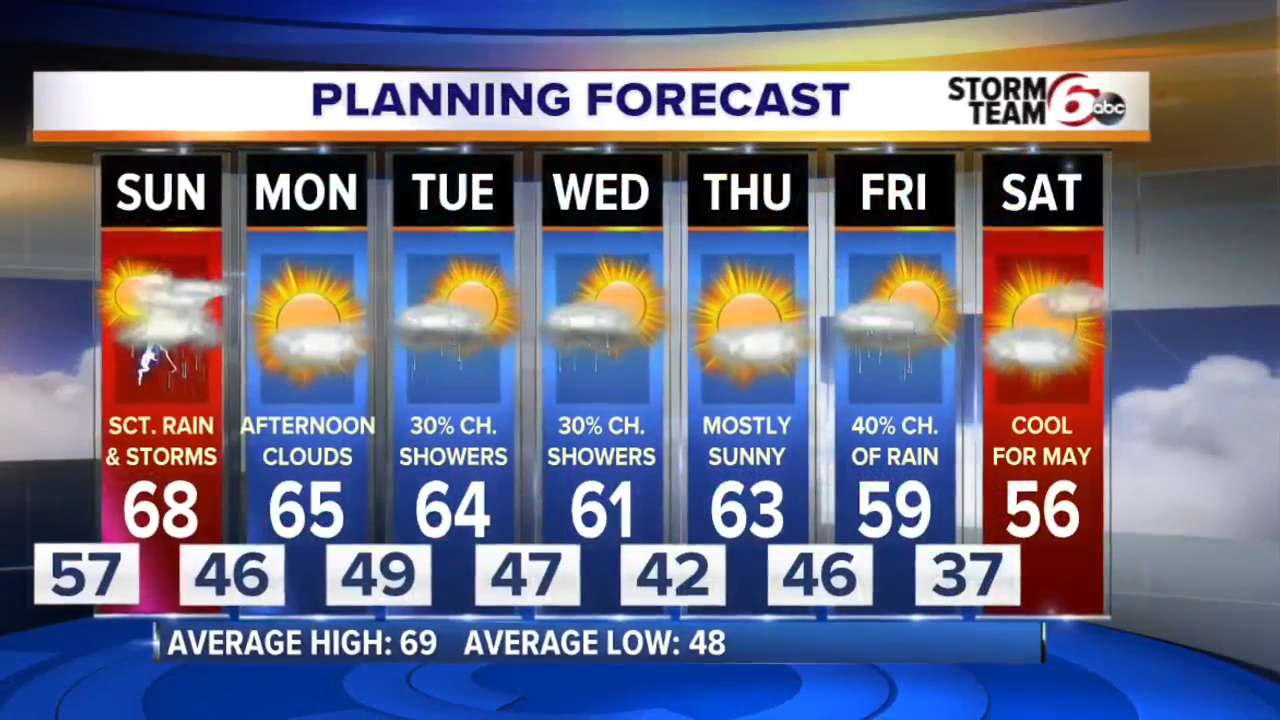 PLANNING FORECAST
STORM
TEAM 6 abc
SUN MON TUE WED THU FRI SAT
SCT. RAIN
& STORMS
AFTERNOON
CLOUDS
30% CH.
SHOWERS
30% CH.
SHOWERS
MOSTLY
SUNNY
40% CH.
OF RAIN
COOL
FOR MAY
68 65 64 61 63 59 56
57 46 49 47 42 46 37
AVERAGE HIGH: 69 AVERAGE LOW: 48